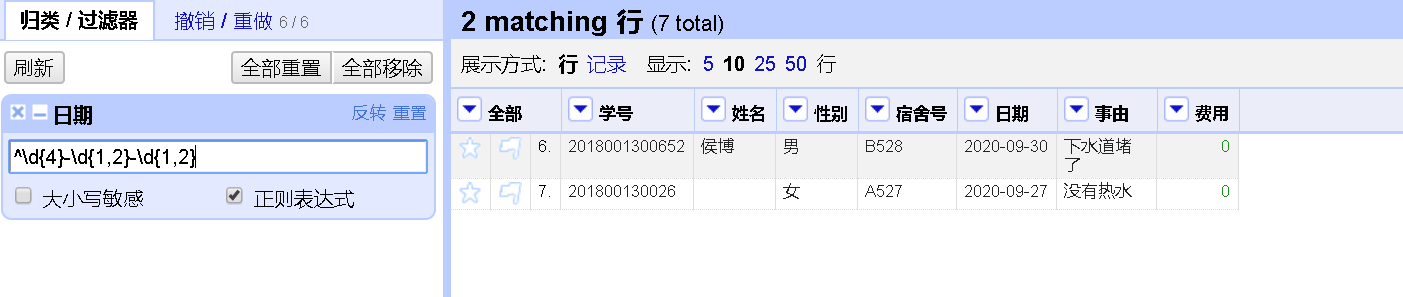 归类 / 过滤器 撤销 / 重做 6 / 6
刷新 全部重置 全部移除
日期 反转 重置
^\d{4}-\d{1,2}-\d{1,2}
大小写敏感 正则表达式
2 matching 行 (7 total)
展示方式: 行 记录 显示: 5 10 25 50 行
全部 学号 姓名 性别 宿舍号 日期 事由 费用
6. 2018001300652 侯博 男 B528 2020-09-30 下水道堵
了 0
7. 201800130026 女 A527 2020-09-27 没有热水 0